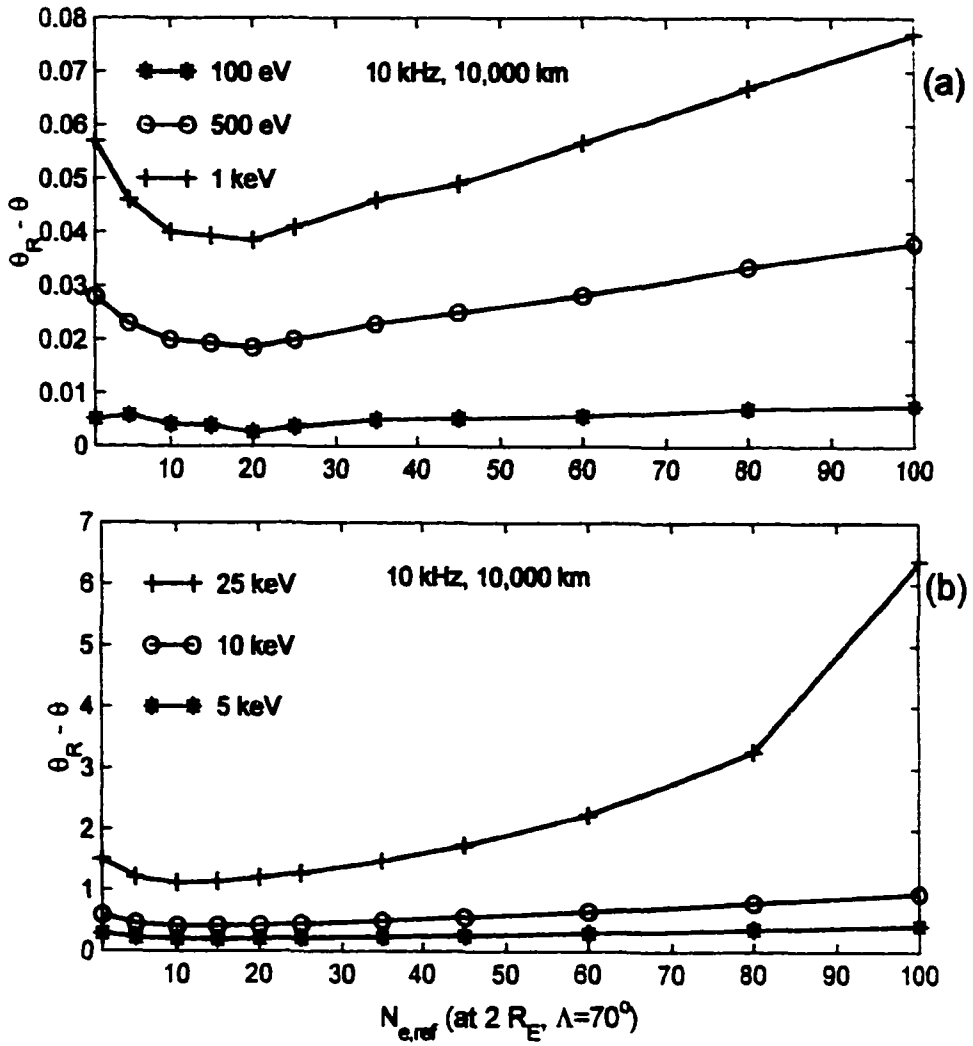 0.08
0.07
0.06
0.05
0.04
0.03
0.02
0.01
0
θR - θ
100 eV
500 eV
1 keV
10 kHz, 10,000 km
(a)
10 20 30 40 50 60 70 80 90 100
7
6
5
4
3
2
1
0
θR - θ
25 keV
10 keV
5 keV
10 kHz, 10,000 km
(b)
10 20 30 40 50 60 70 80 90 100
Ne,ref (at 2 RE, Λ=70°)